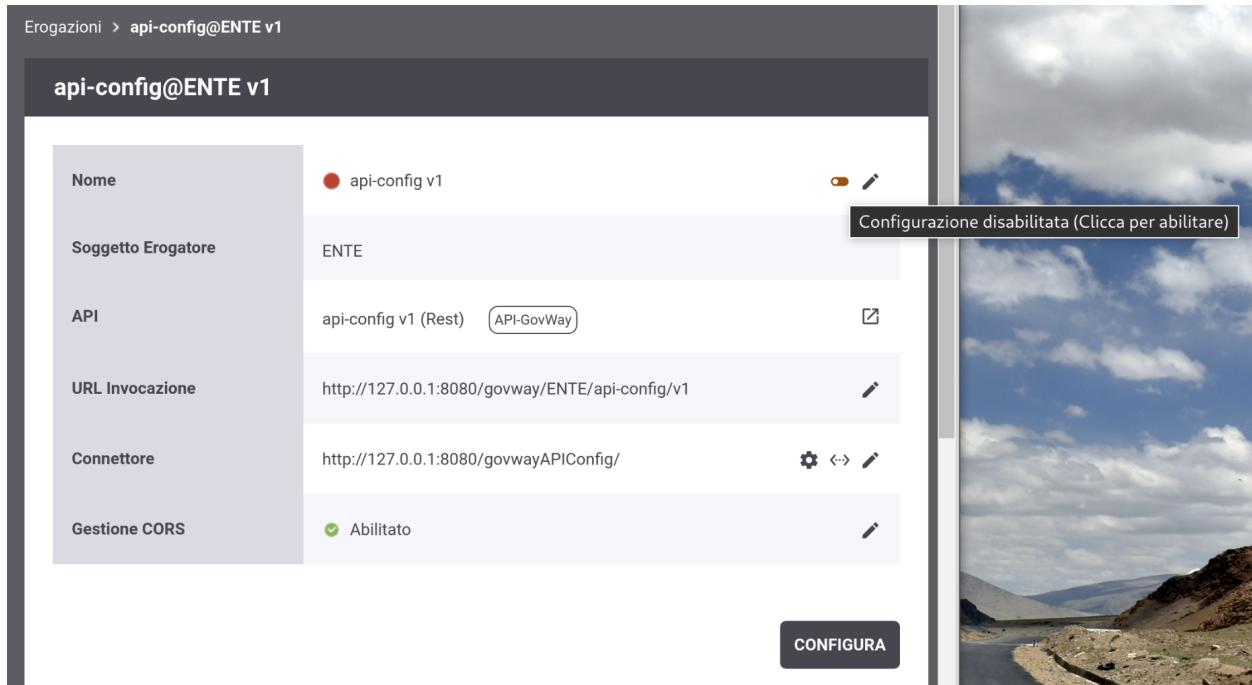 Erogazioni > api-config@ENTE v1
api-config@ENTE v1
Nome
api-config v1
Configurazione disabilitata (Clicca per abilitare)
Soggetto Erogatore
ENTE
API
api-config v1 (Rest) API-GovWay
URL Invocazione
http://127.0.0.1:8080/govway/ENTE/api-config/v1
Connettore
http://127.0.0.1:8080/govwayAPIConfig/
Gestione CORS
Abilitato
CONFIGURA